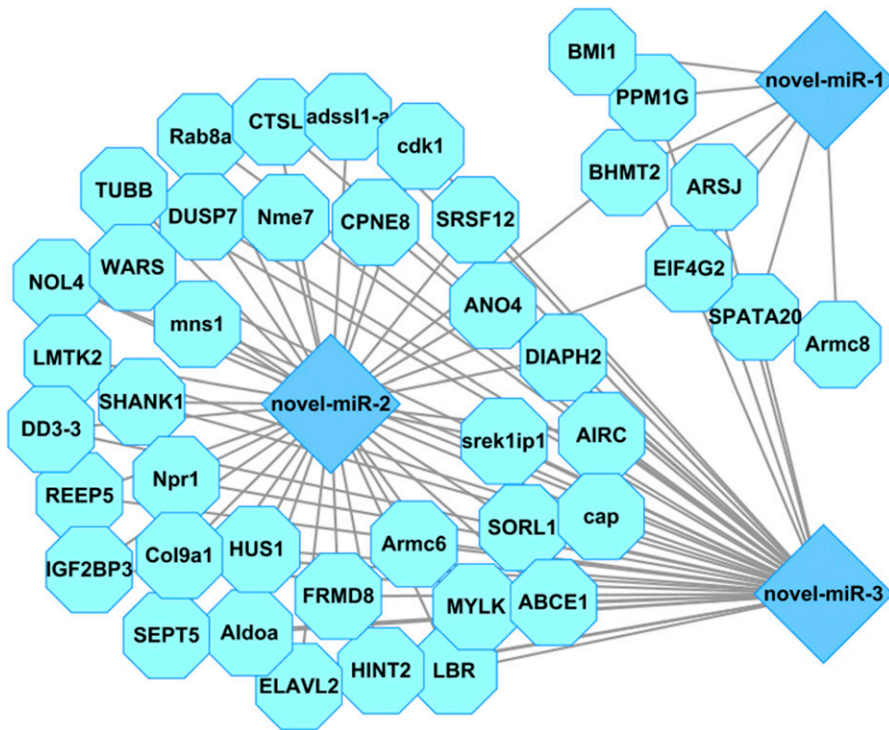 BMI1
novel-miR-1
PPM1G
CTSL
adssl1-a
Rab8a
cdk1
BHMT2
ARSJ
TUBB
DUSP7
Nme7
CPNE8
SRSF12
WARS
NOL4
EIF4G2
ANO4
SPATA20
mns1
Armc8
LMTK2
DIAPH2
SHANK1
novel-miR-2
DD3-3
srek1ip1
AIRC
Npr1
REEP5
cap
SORL1
Armc6
HUS1
Col9a1
IGF2BP3
FRMD8
novel-miR-3
MYLK
ABCE1
SEPT5
Aldoa
HINT2
LBR
ELAVL2